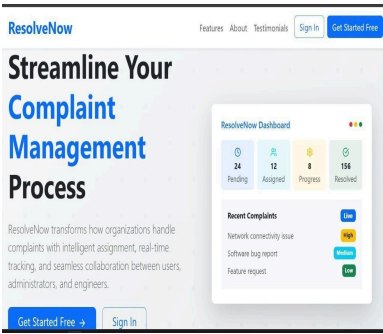 ResolveNow
Features About Testimonials Sign In Get Started Free
Streamline Your
Complaint
Management
Process
ResolveNow transforms how organizations handle
complaints with intelligent assignment, real-time
tracking, and seamless collaboration between users,
administrators, and engineers.
Get Started Free →
Sign In
ResolveNow Dashboard
24 12 8 156
Pending Assigned Progress Resolved
Recent Complaints Live
Network connectivity issue High
Software bug report Medium
Feature request Low